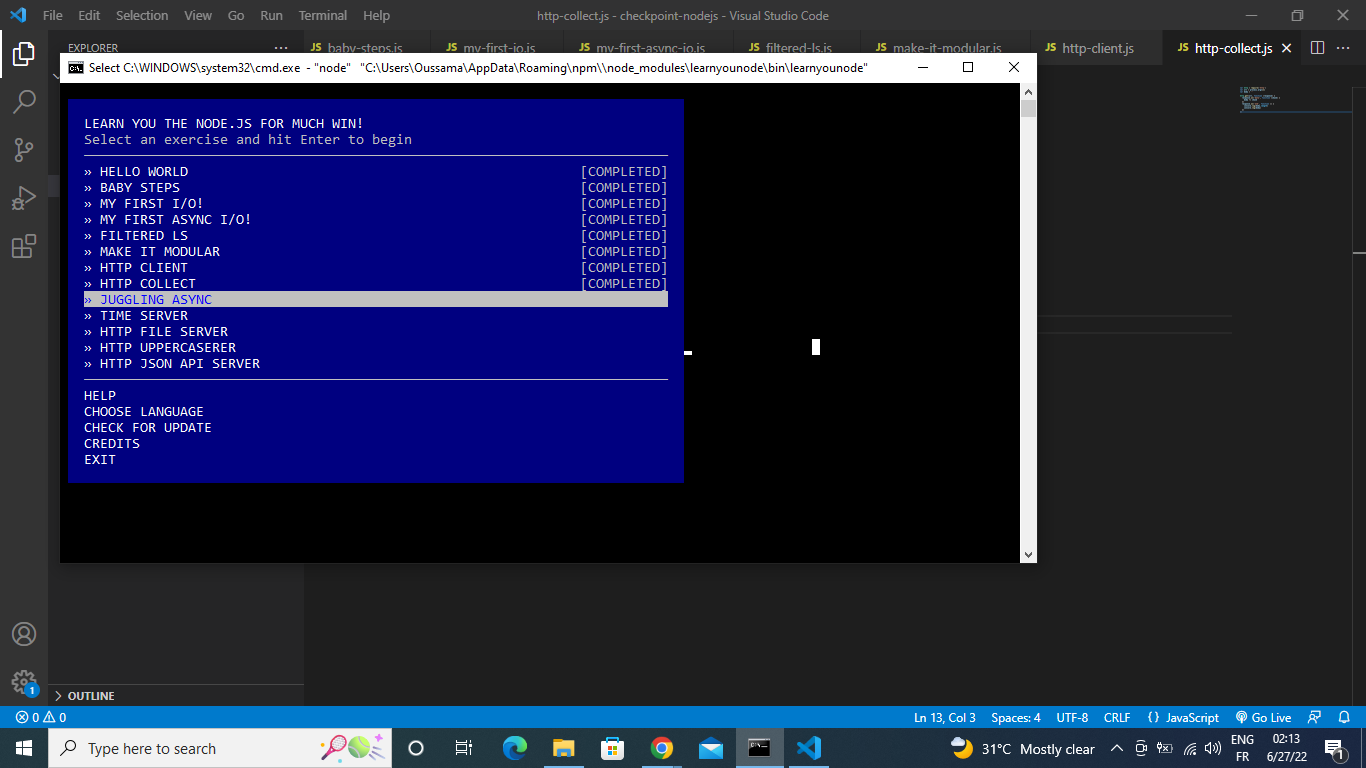 File Edit Selection View Go Run Terminal Help http-collect.js - checkpoint-nodejs - Visual Studio Code
EXPLORER ··· JS baby-steps.js JS my-first-io.js JS my-first-async-io.js JS filtered-ls.js JS make-it-modular.js JS http-client.js JS http-collect.js
Select C:\WINDOWS\system32\cmd.exe - "node" "C:\Users\Oussama\AppData\Roaming\npm\\node_modules\learnyounode\bin\learnyounode"
LEARN YOU THE NODE.JS FOR MUCH WIN!
Select an exercise and hit Enter to begin
» HELLO WORLD [COMPLETED]
» BABY STEPS [COMPLETED]
» MY FIRST I/O! [COMPLETED]
» MY FIRST ASYNC I/O! [COMPLETED]
» FILTERED LS [COMPLETED]
» MAKE IT MODULAR [COMPLETED]
» HTTP CLIENT [COMPLETED]
» HTTP COLLECT [COMPLETED]
» JUGGLING ASYNC
» TIME SERVER
» HTTP FILE SERVER
» HTTP UPPERCASERER
» HTTP JSON API SERVER
HELP
CHOOSE LANGUAGE
CHECK FOR UPDATE
CREDITS
EXIT
1
OUTLINE
0 0 Ln 13, Col 3 Spaces: 4 UTF-8 CRLF {} JavaScript Go Live
Type here to search 31°C Mostly clear ENG 02:13
FR 6/27/22 1